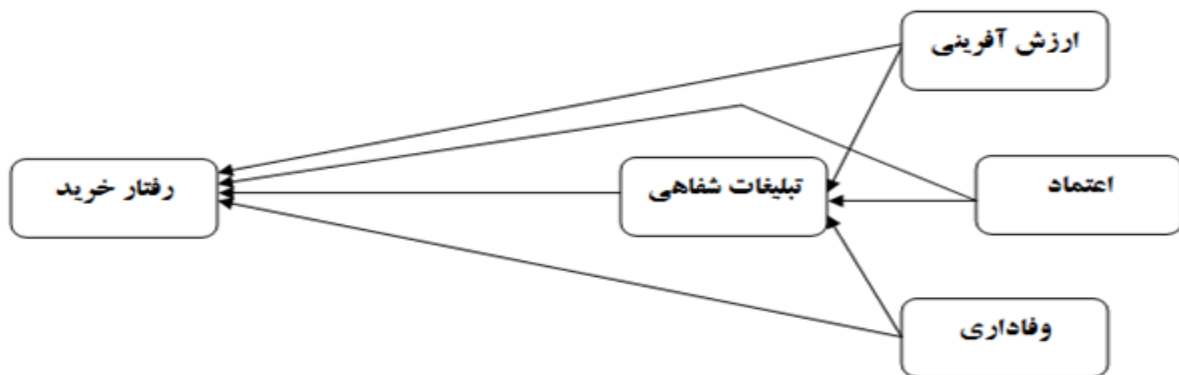 ارزش آفرینی
اعتماد
تبلیغات شفاهی
رفتار خرید
وفاداری